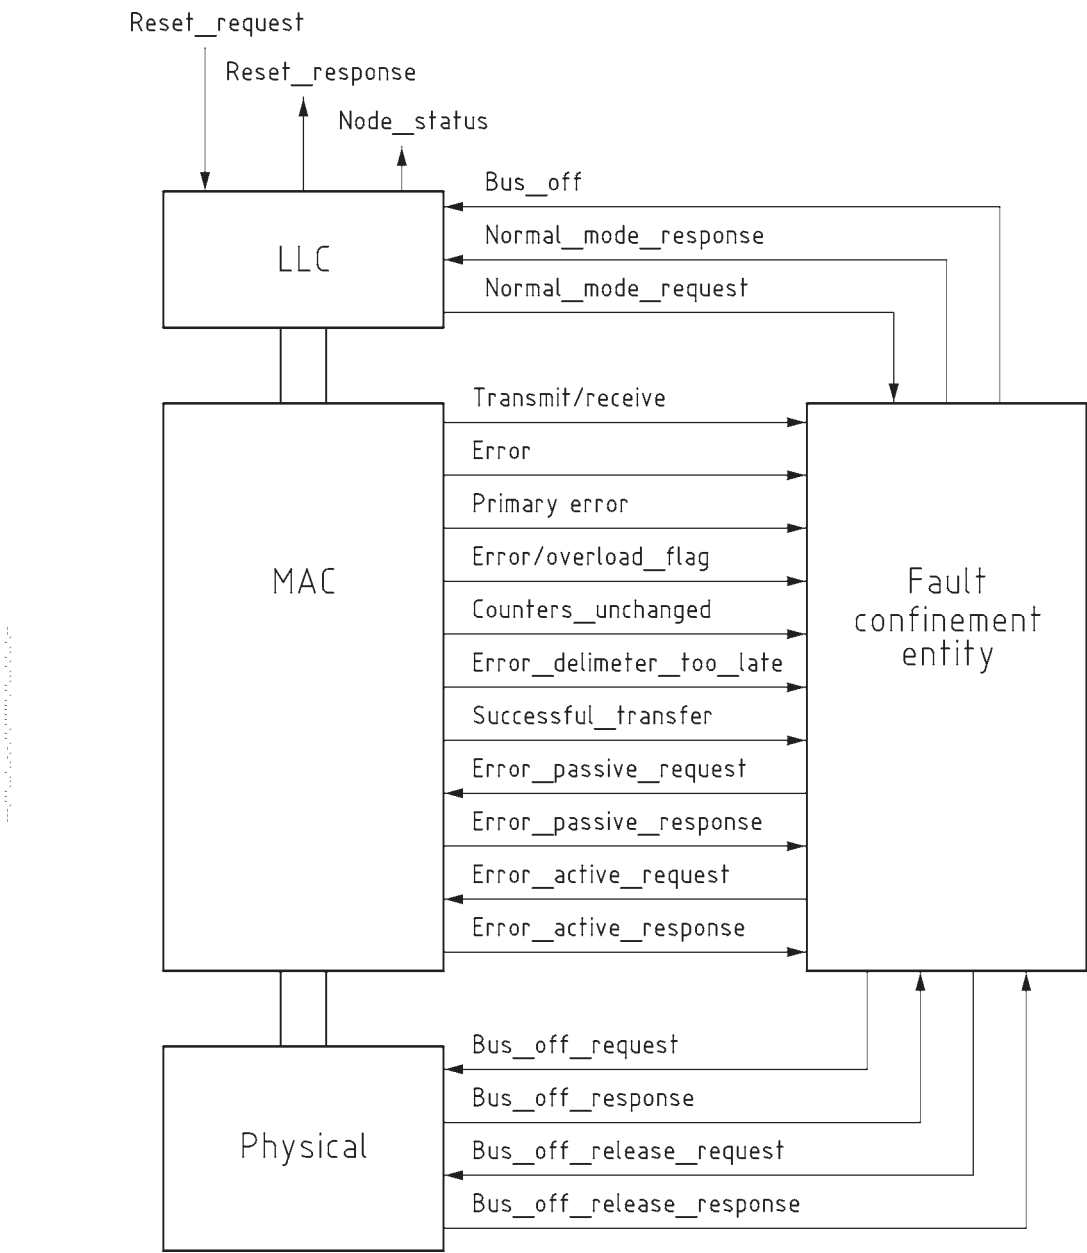 Reset_request
Reset_response
Node_status
Bus_off
Normal_mode_response
LLC
Normal_mode_request
Transmit/receive
Error
Primary error
Error/overload_flag
MAC
Fault
confinement
entity
Counters_unchanged
Error_delimeter_too_late
Successful_transfer
Error_passive_request
Error_passive_response
Error_active_request
Error_active_response
Bus_off_request
Bus_off_response
Physical
Bus_off_release_request
Bus_off_release_response